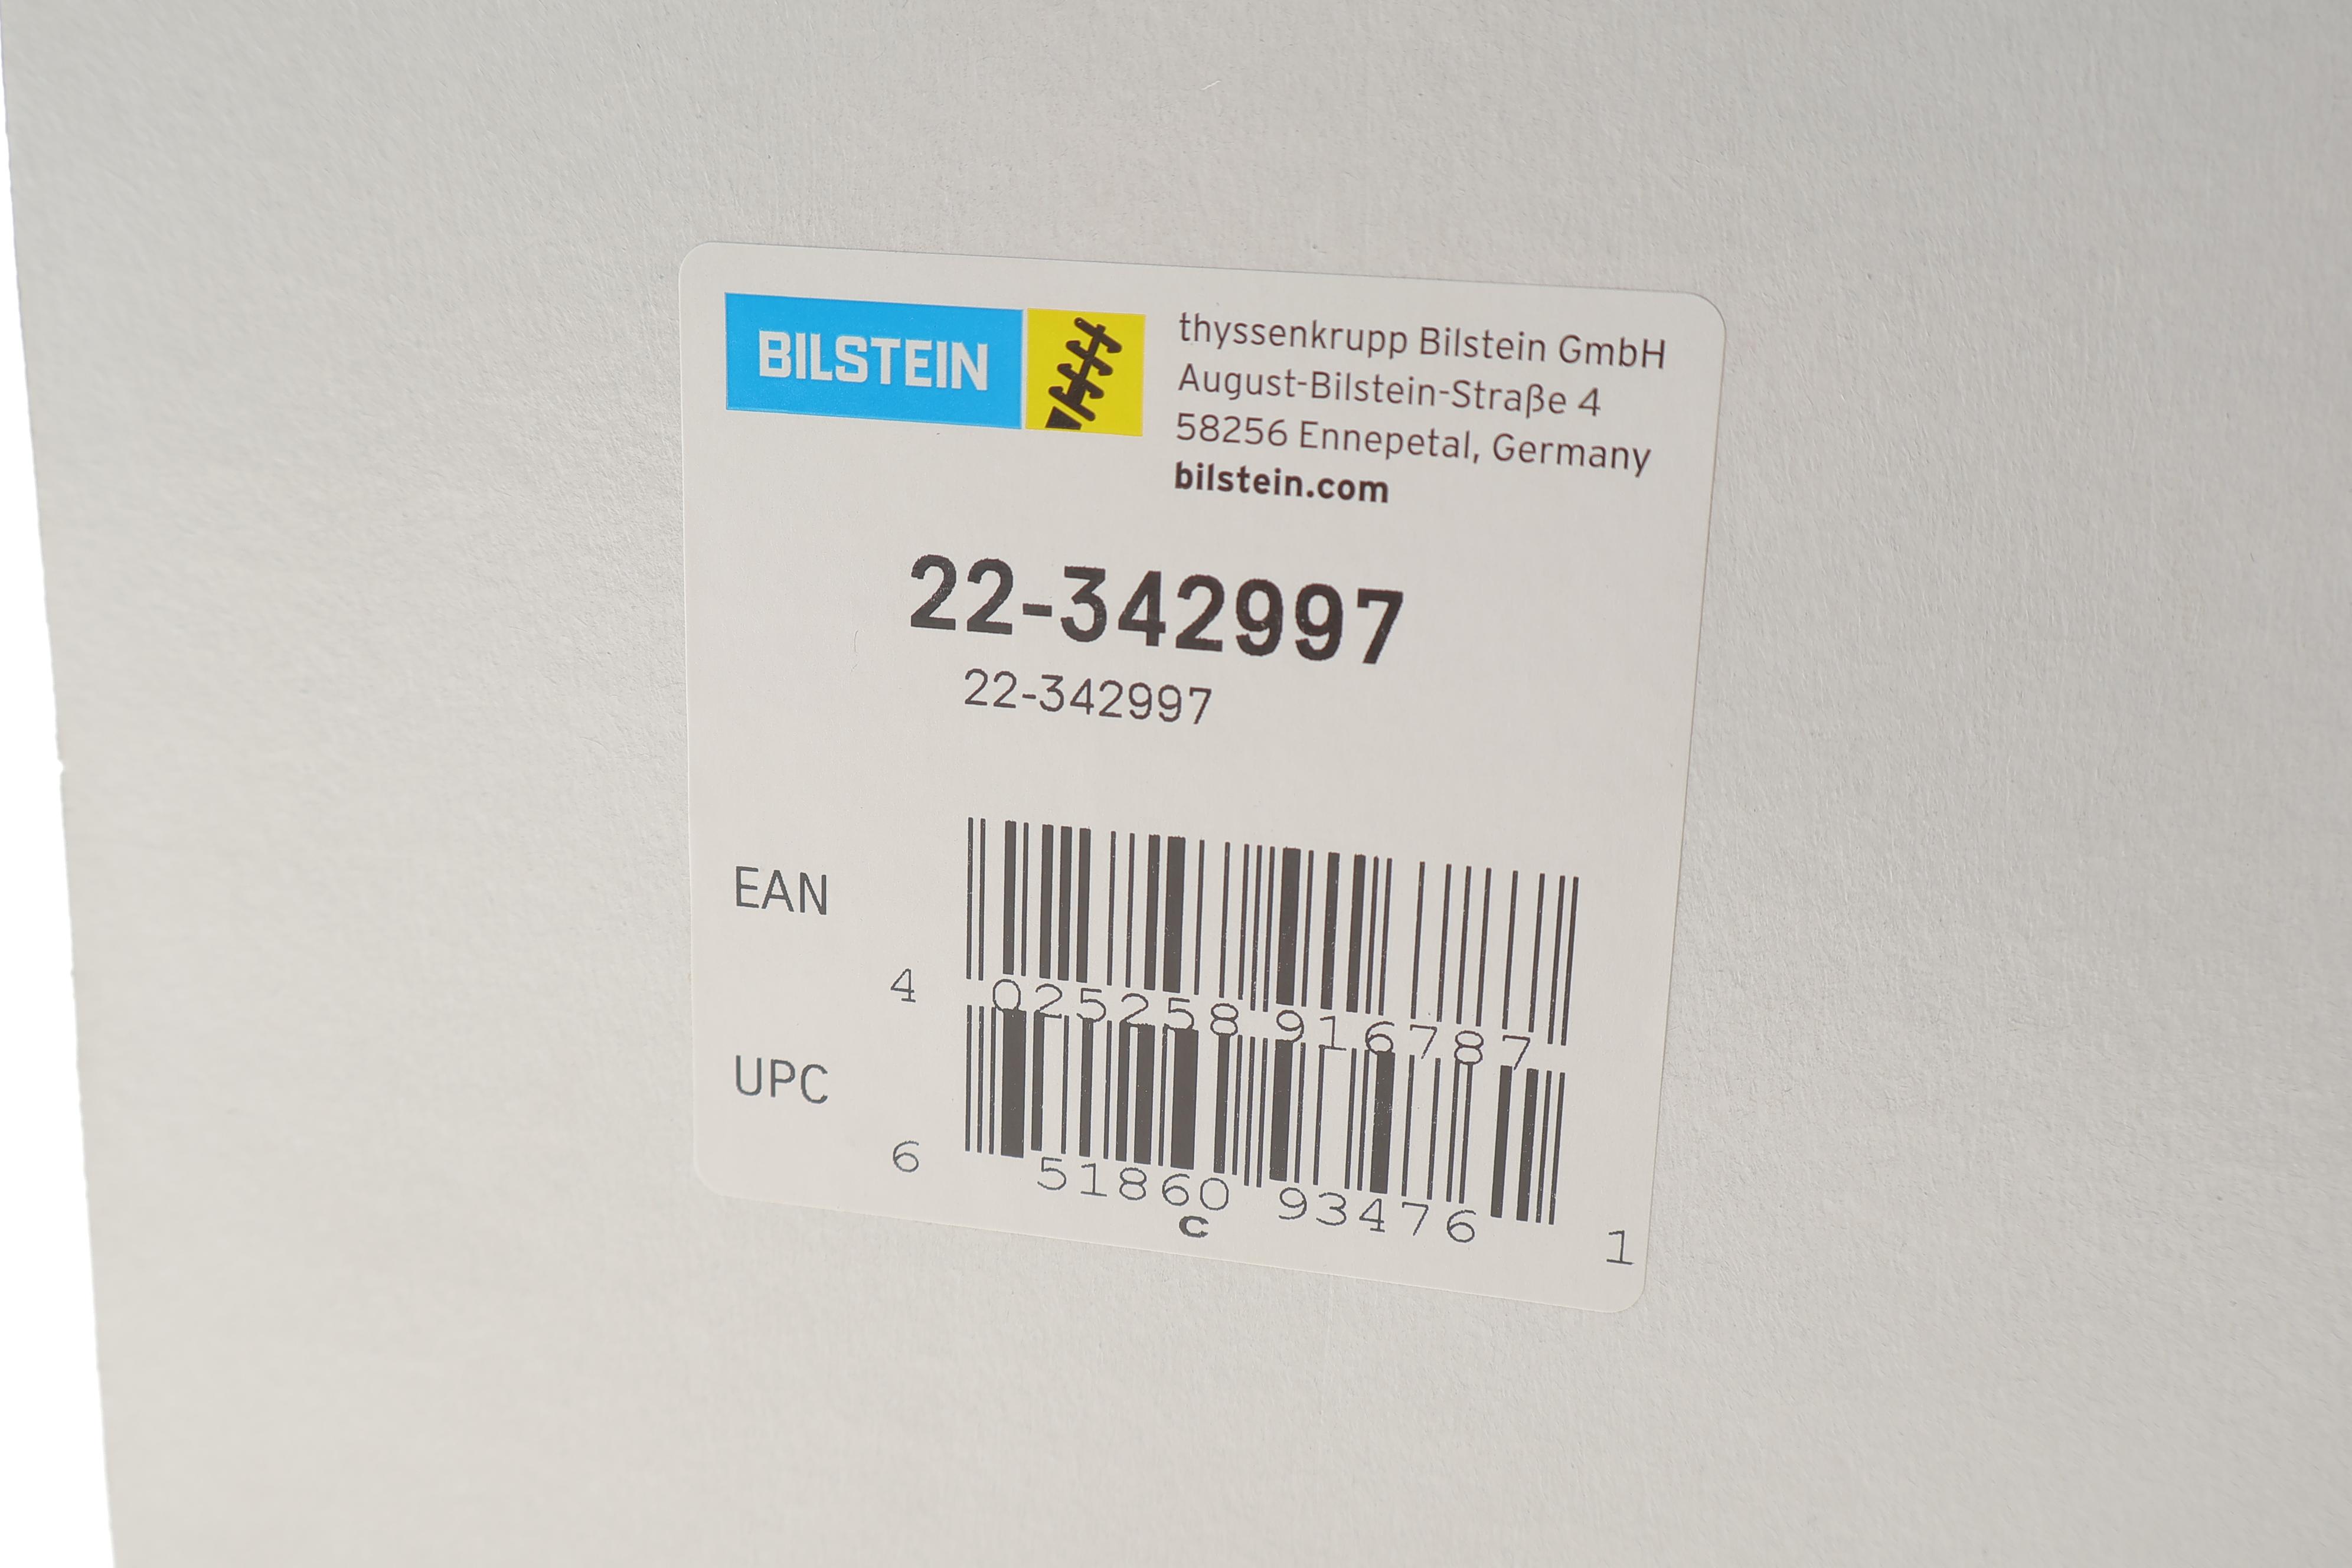 BILSTEIN
thyssenkrupp Bilstein GmbH
August-Bilstein-Straße 4
58256 Ennepetal, Germany
bilstein.com
22-342997
22-342997
EAN
4 025258 916787
UPC
6 51860 93476 1
C